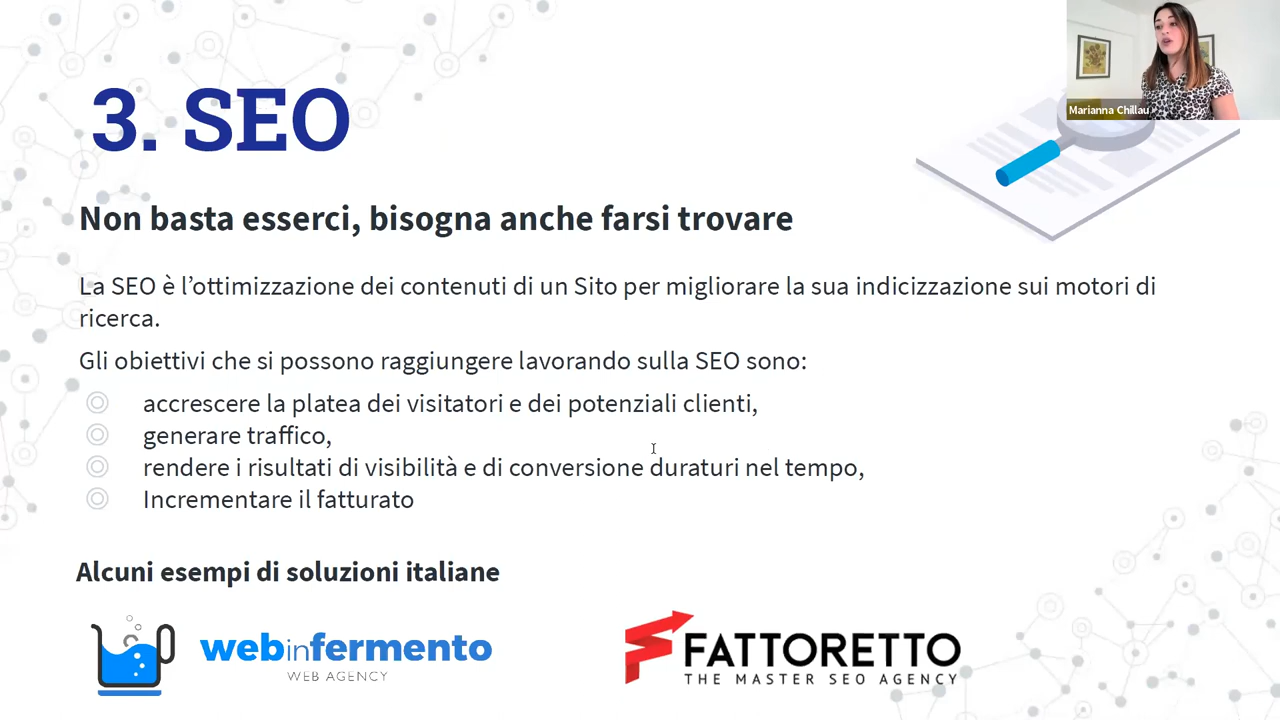 Marianna Chillau
3. SEO
Non basta esserci, bisogna anche farsi trovare
La SEO è l’ottimizzazione dei contenuti di un Sito per migliorare la sua indicizzazione sui motori di
ricerca.
Gli obiettivi che si possono raggiungere lavorando sulla SEO sono:
accrescere la platea dei visitatori e dei potenziali clienti,
generare traffico,
rendere i risultati di visibilità e di conversione duraturi nel tempo,
Incrementare il fatturato
Alcuni esempi di soluzioni italiane
webinfermento
WEB AGENCY
FATTORETTO
THE MASTER SEO AGENCY